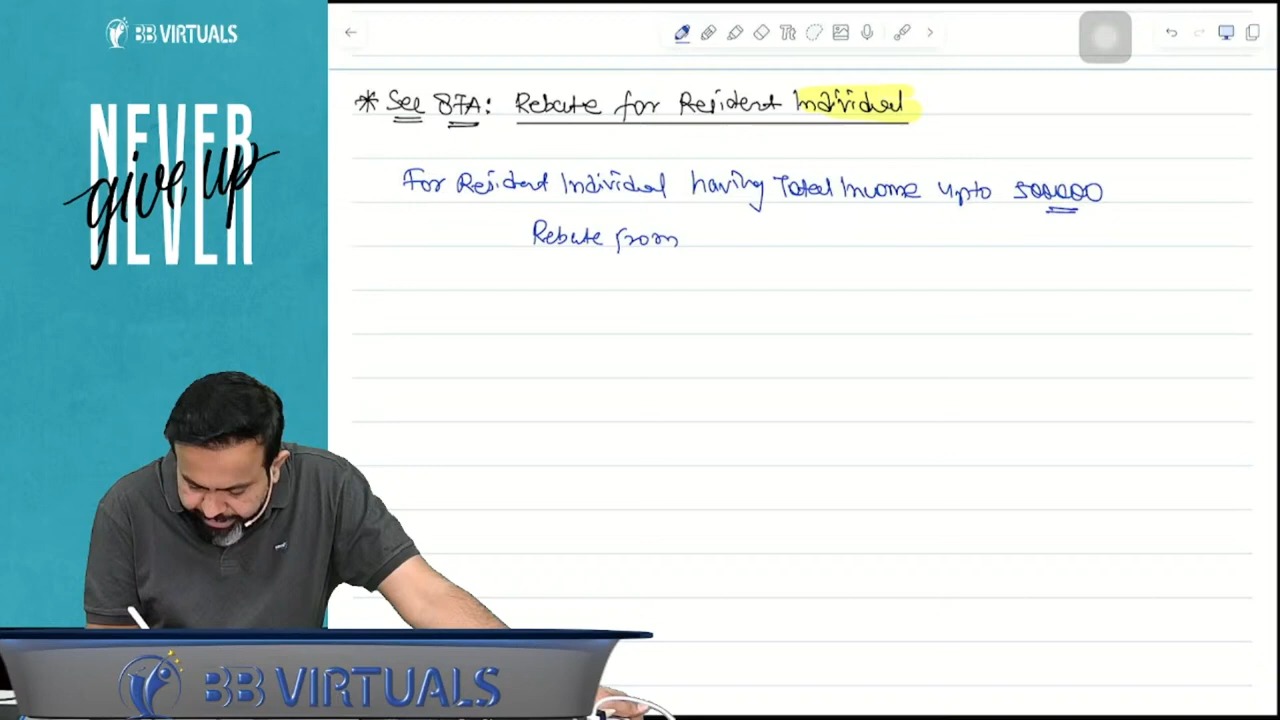 BB VIRTUALS
NEVER
give up
NEVER
* Sec 87A: Rebate for Resident Individual
For Resident Individual having Total Income upto 500000
Rebate from
BB VIRTUALS